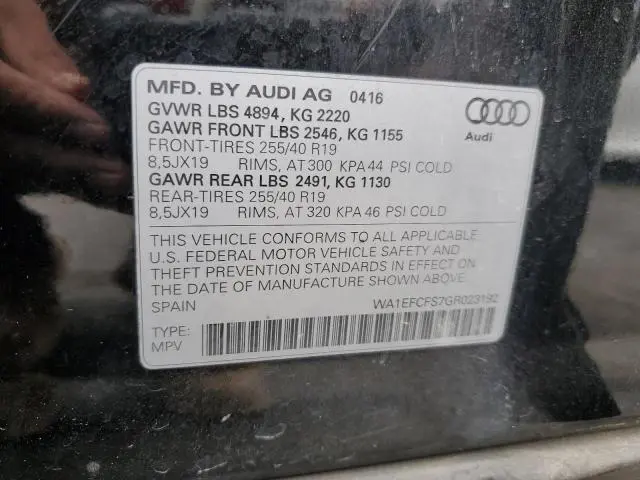 MFD. BY AUDI AG 0416
GVWR LBS 4894, KG 2220
GAWR FRONT LBS 2546, KG 1155
FRONT-TIRES 255/40 R19
8,5JX19 RIMS, AT 300 KPA 44 PSI COLD
GAWR REAR LBS 2491, KG 1130
REAR-TIRES 255/40 R19
8,5JX19 RIMS, AT 320 KPA 46 PSI COLD
Audi
THIS VEHICLE CONFORMS TO ALL APPLICABLE
U.S. FEDERAL MOTOR VEHICLE SAFETY AND
THEFT PREVENTION STANDARDS IN EFFECT ON
THE DATE OF MANUFACTURE SHOWN ABOVE.
SPAIN WA1EFCFS7GR023192
TYPE:
MPV